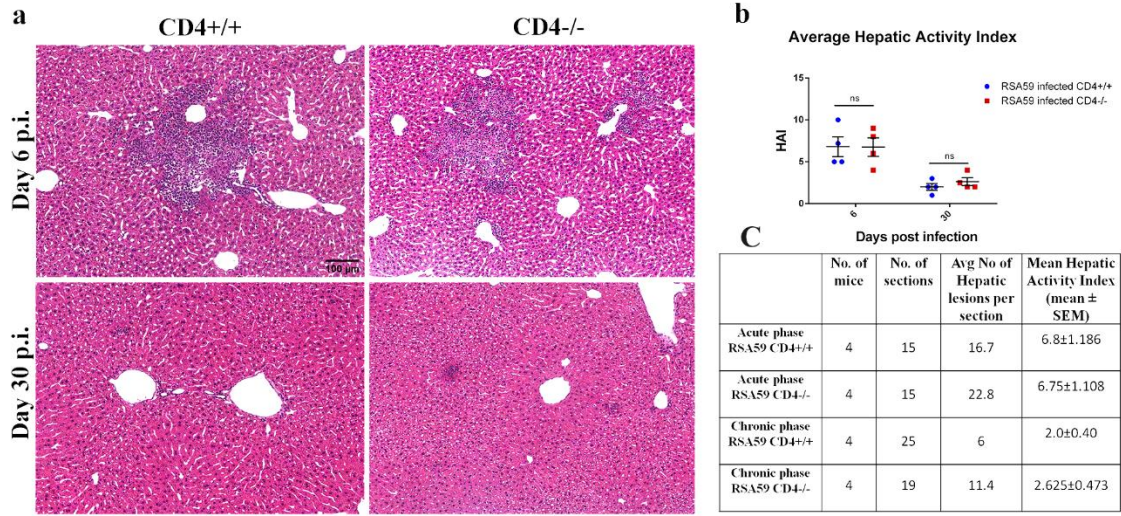 a
CD4+/+
CD4-/-
Day 6 p.i.
100 µm
Day 30 p.i.
b
Average Hepatic Activity Index
RSA59 infected CD4+/+
RSA59 infected CD4-/-
15
10
5
0
HAI
ns
ns
6
30
Days post infection
C
No. of
mice
No. of
sections
Avg No of
Hepatic
lesions per
section
Mean Hepatic
Activity Index
(mean ±
SEM)
Acute phase
RSA59 CD4+/+
4
15
16.7
6.8±1.186
Acute phase
RSA59 CD4-/-
4
15
22.8
6.75±1.108
Chronic phase
RSA59 CD4+/+
4
25
6
2.0±0.40
Chronic phase
RSA59 CD4-/-
4
19
11.4
2.625±0.473